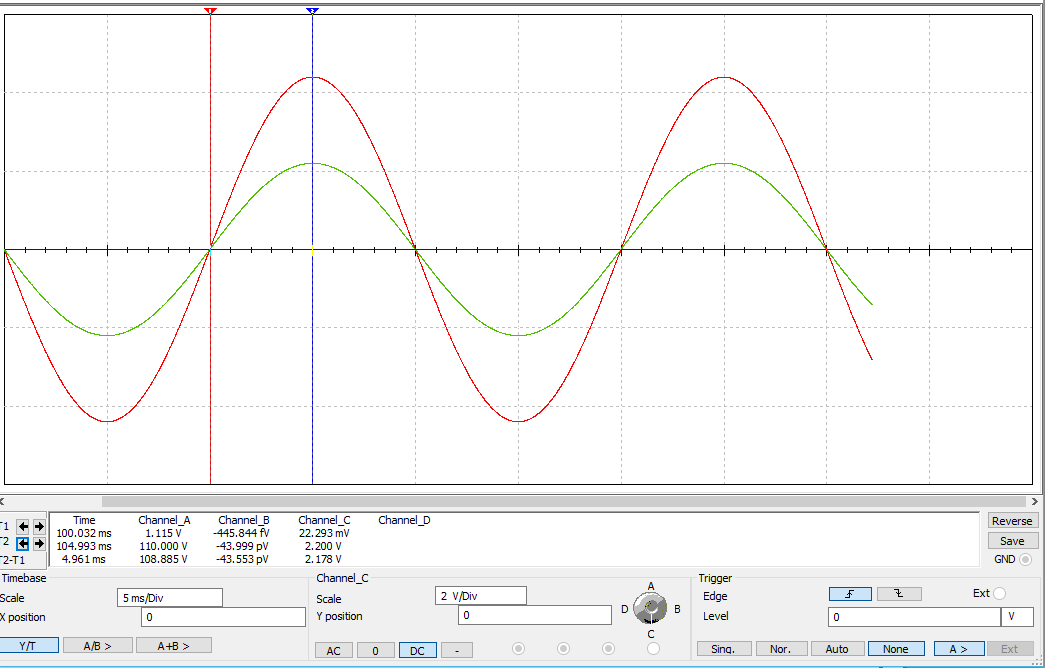 1 2
T1
T2
T2-T1
Time Channel_A Channel_B Channel_C Channel_D
100.032 ms 1.115 V -445.844 fV 22.293 mV
104.993 ms 110.000 V -43.999 pV 2.200 V
4.961 ms 108.885 V -43.553 pV 2.178 V
Reverse
Save
GND
Timebase
Scale 5 ms/Div
X position 0
Y/T A/B > A+B >
Channel_C
Scale 2 V/Div
Y position 0
AC 0 DC -
A
D B
C
Trigger
Edge Ext
Level 0 V
Sing. Nor. Auto None A > Ext